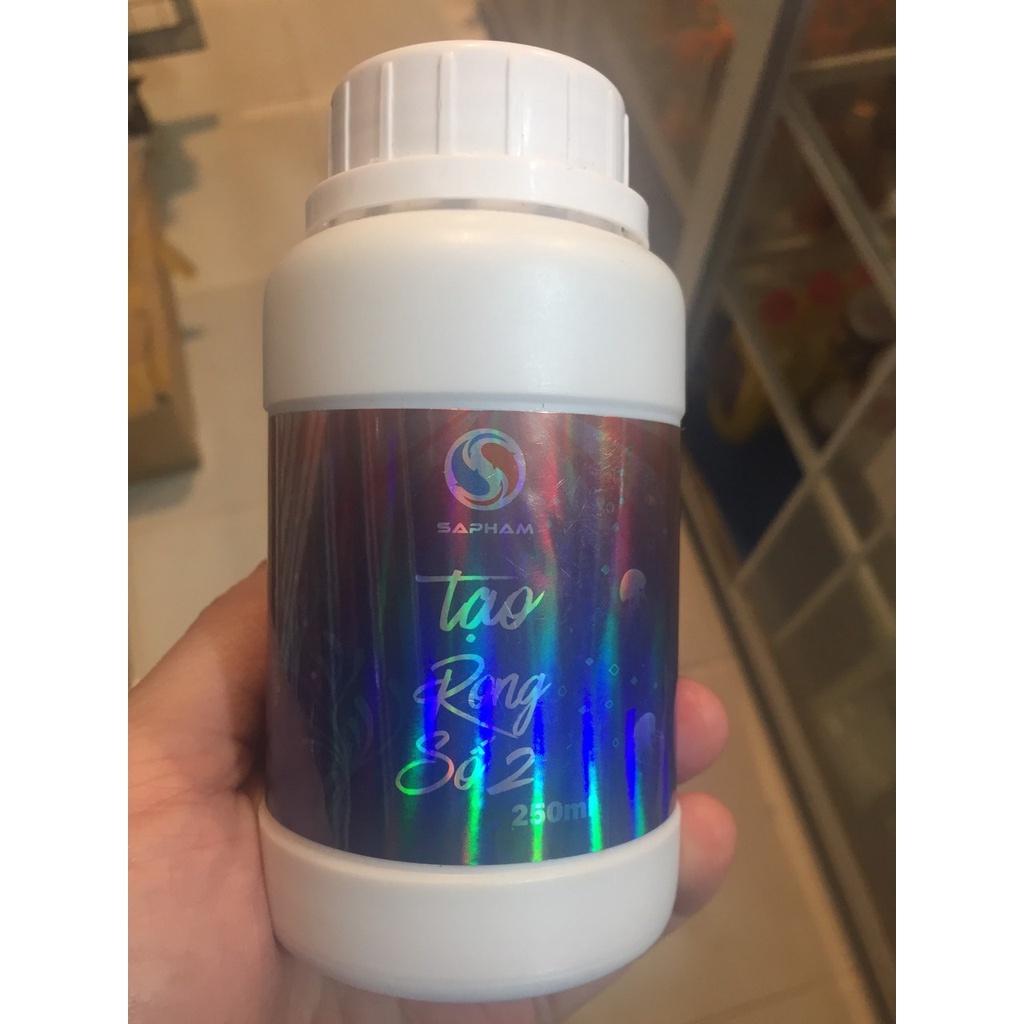 SAPHAM
Tạo
Rong
Số 2
250ml